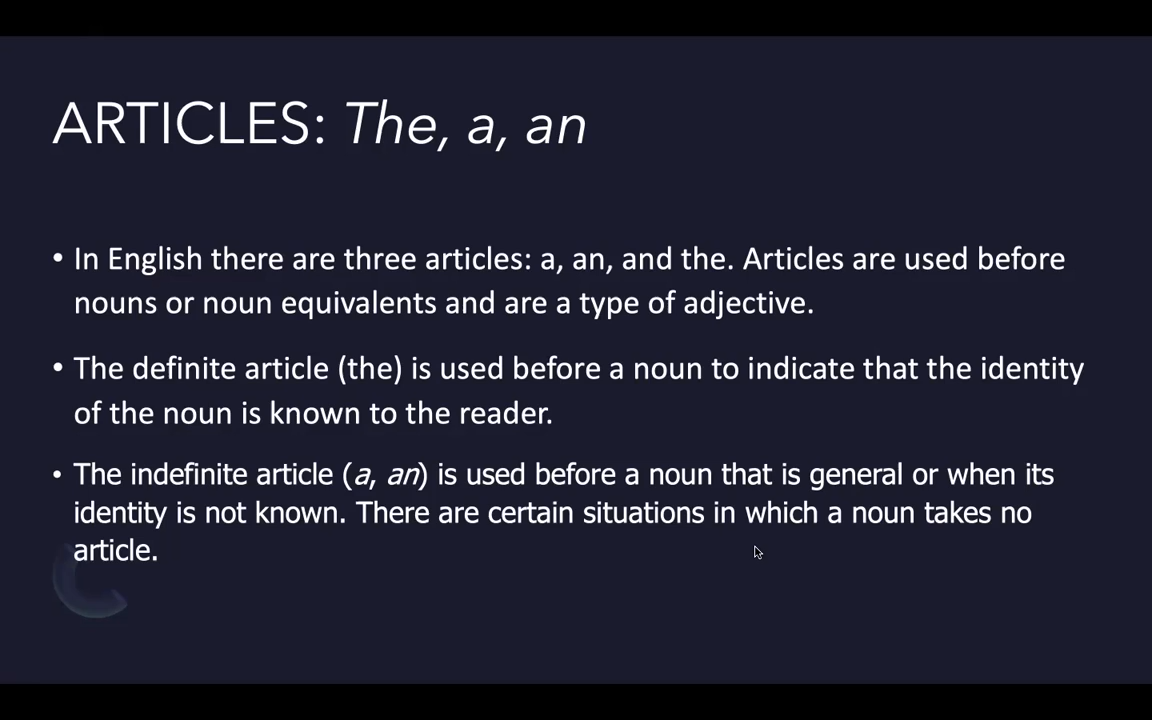 ARTICLES: The, a, an
• In English there are three articles: a, an, and the. Articles are used before
nouns or noun equivalents and are a type of adjective.
• The definite article (the) is used before a noun to indicate that the identity
of the noun is known to the reader.
• The indefinite article (a, an) is used before a noun that is general or when its
identity is not known. There are certain situations in which a noun takes no
article.